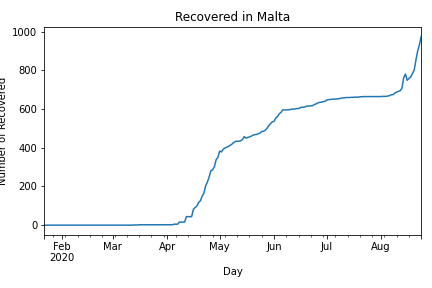 Recovered in Malta
Number of Recovered
1000
800
600
400
200
0
Feb
2020
Mar
Apr
May
Jun
Jul
Aug
Day